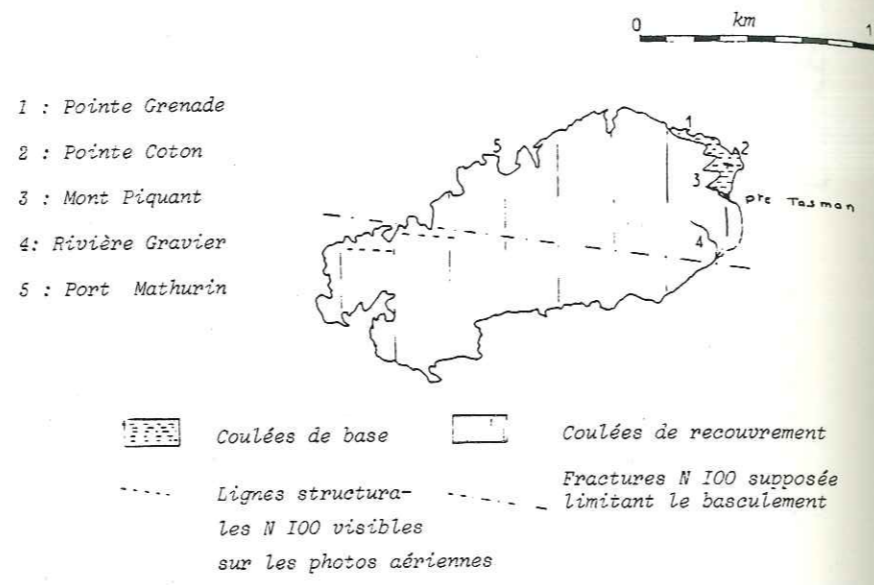 0 km 1
1 : Pointe Grenade
2 : Pointe Coton
3 : Mont Piquant
4: Rivière Gravier
5 : Port Mathurin
1
2
3
4
5
pte Tasman
Coulées de base
Coulées de recouvrement
Lignes structura-
les N I00 visibles
sur les photos aériennes
Fractures N I00 supposée
limitant le basculement